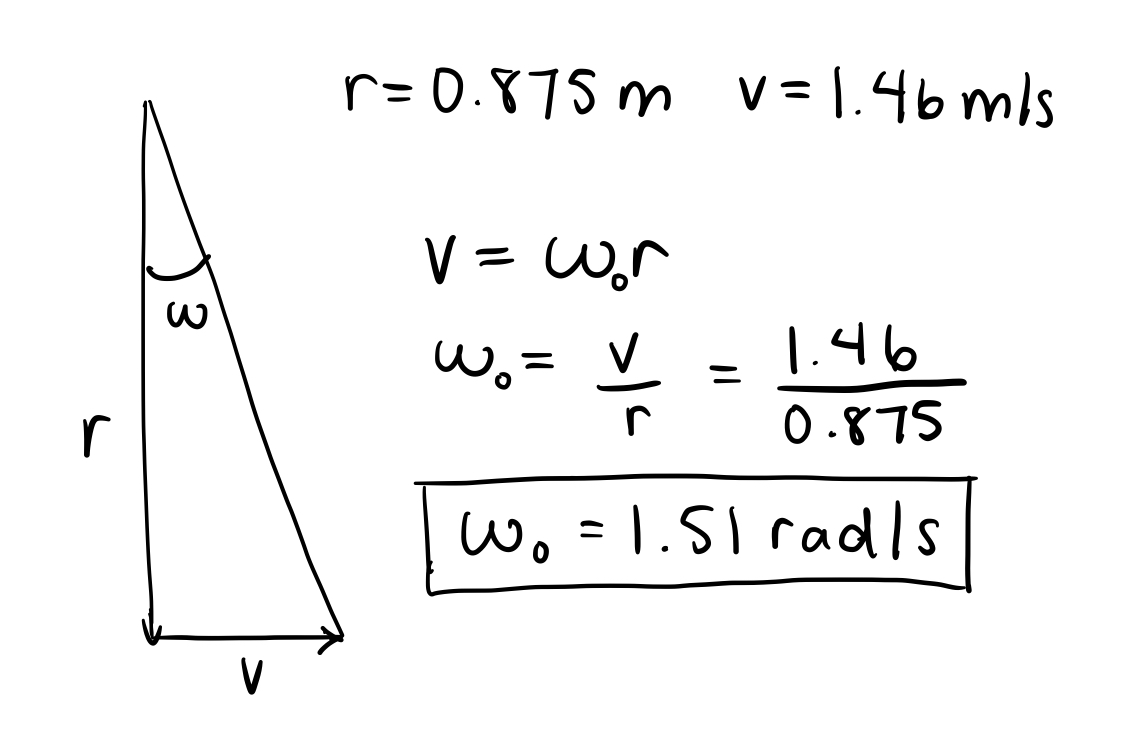 r = 0.875 m v = 1.46 m/s
v = ω₀r
ω₀ = v/r = 1.46/0.875
ω₀ = 1.51 rad/s
ω
r
v